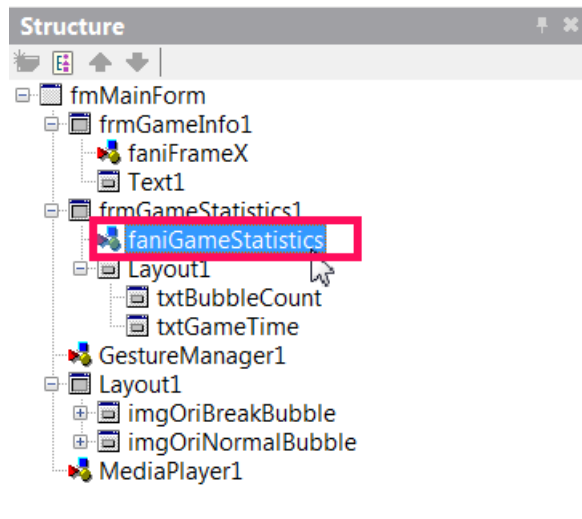 Structure
fmMainForm
frmGameInfo1
faniFrameX
Text1
frmGameStatistics1
faniGameStatistics
Layout1
txtBubbleCount
txtGameTime
GestureManager1
Layout1
imgOriBreakBubble
imgOriNormalBubble
MediaPlayer1